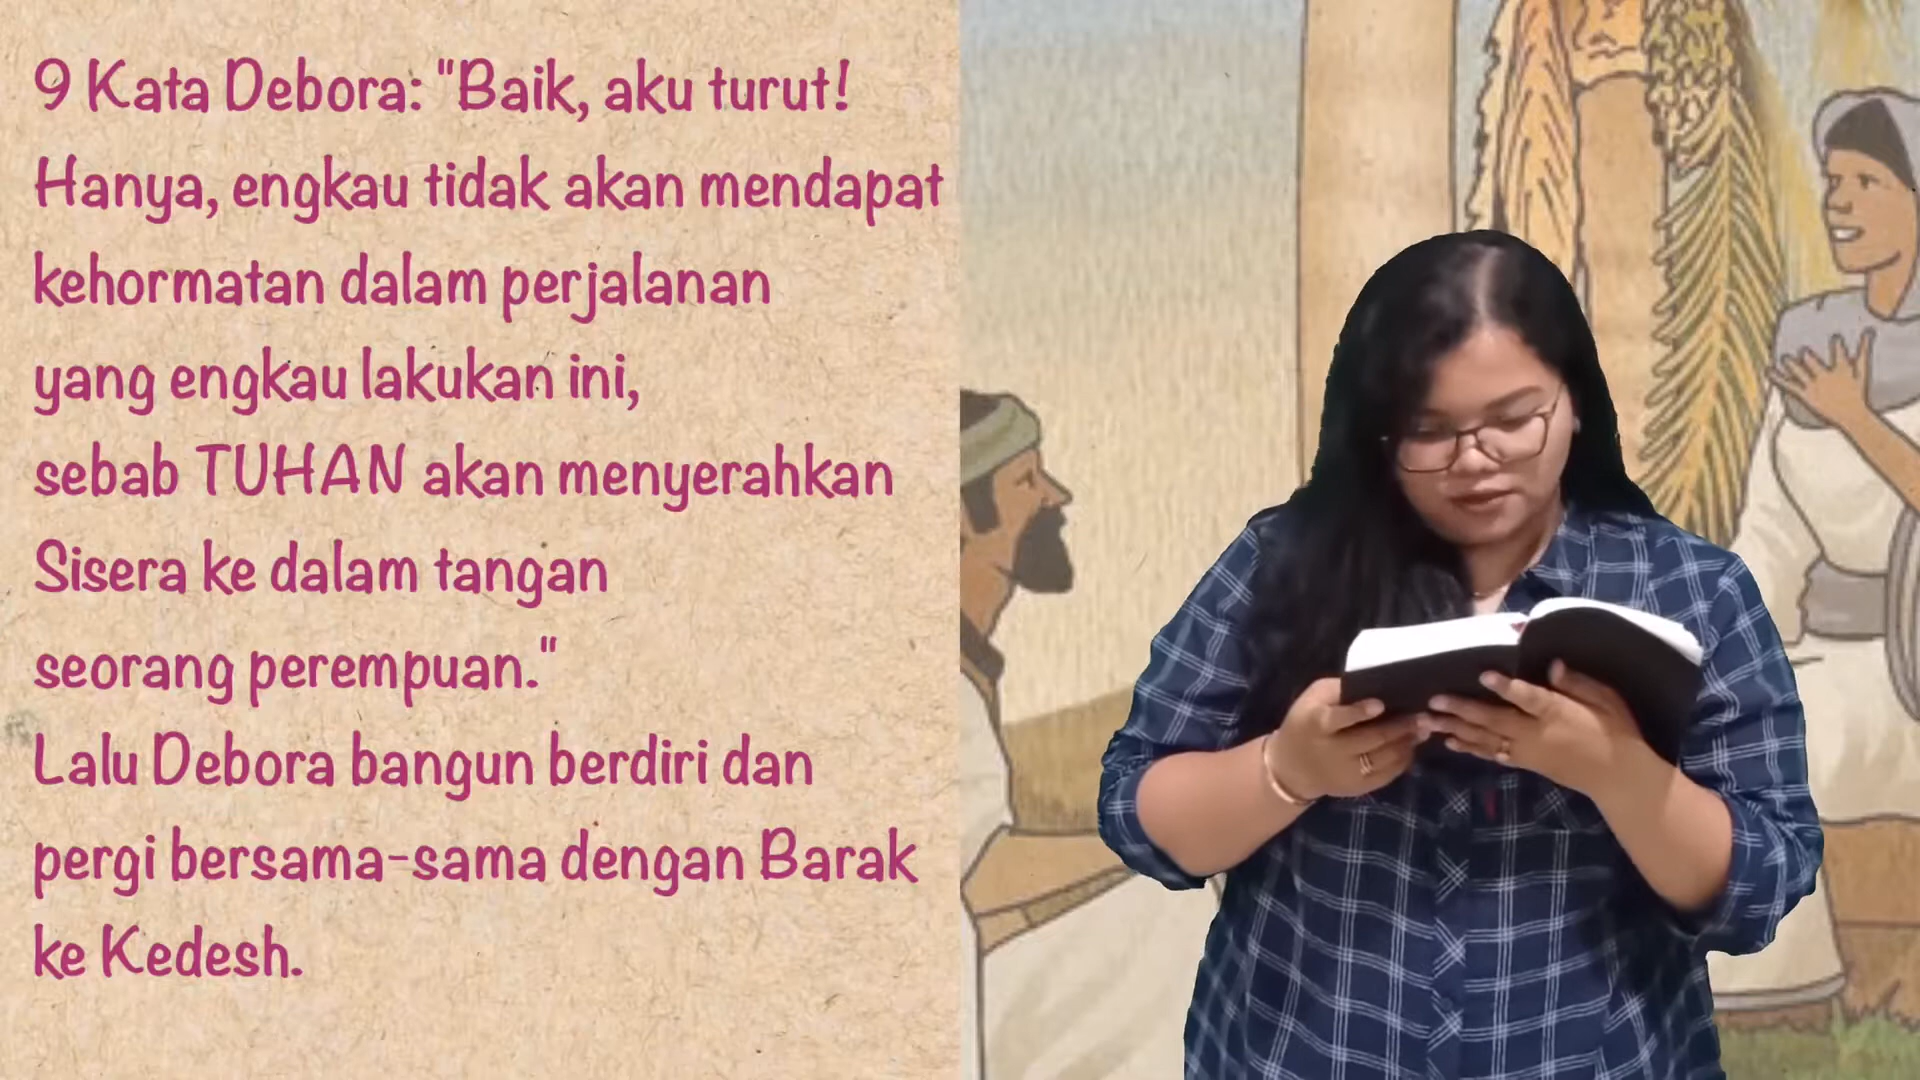 9 Kata Debora: "Baik, aku turut!
Hanya, engkau tidak akan mendapat
kehormatan dalam perjalanan
yang engkau lakukan ini,
sebab TUHAN akan menyerahkan
Sisera ke dalam tangan
seorang perempuan."
Lalu Debora bangun berdiri dan
pergi bersama-sama dengan Barak
ke Kedesh.